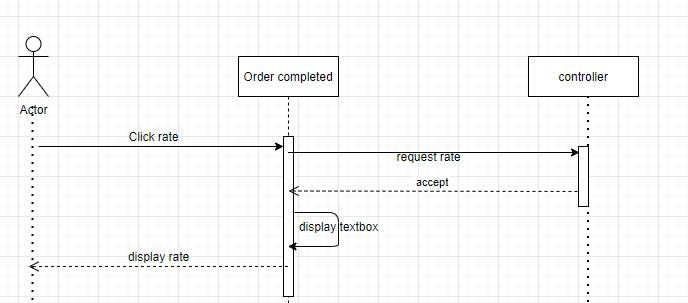 Order completed
controller
Actor
Click rate
request rate
accept
display textbox
display rate